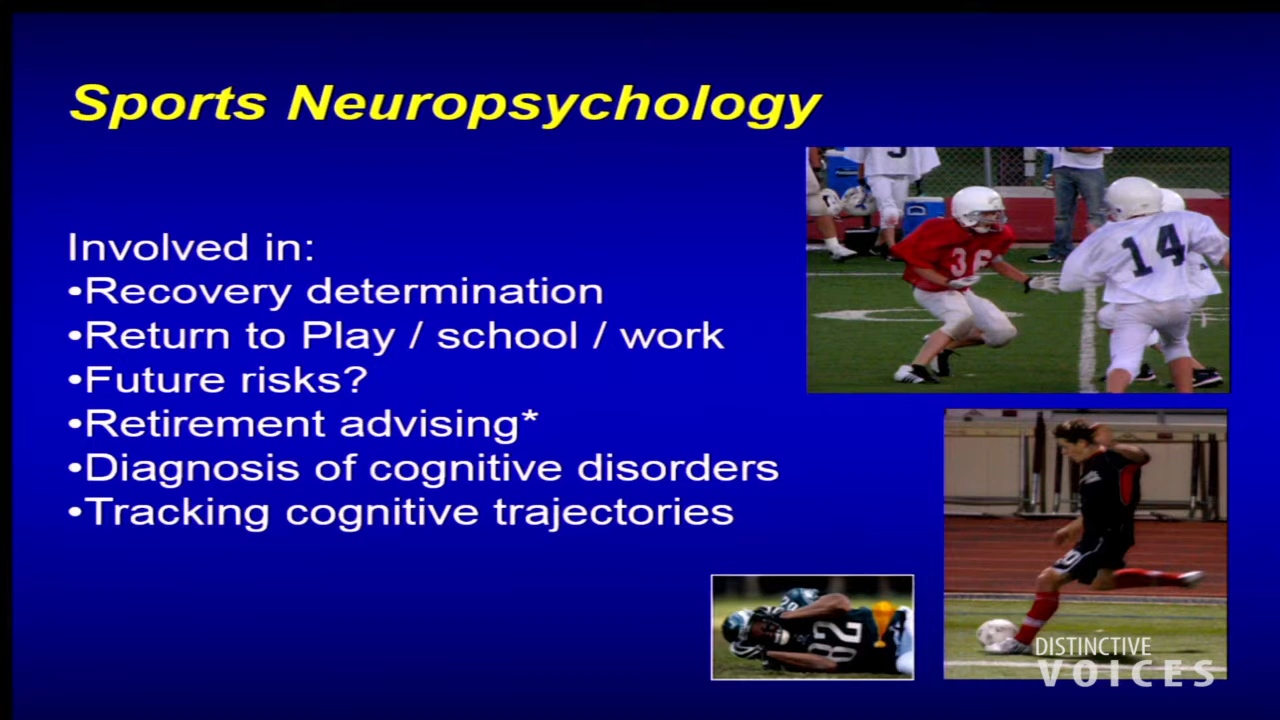 Sports Neuropsychology
Involved in:
•Recovery determination
•Return to Play / school / work
•Future risks?
•Retirement advising*
•Diagnosis of cognitive disorders
•Tracking cognitive trajectories
36
14
82
20
DISTINCTIVE
VOICES